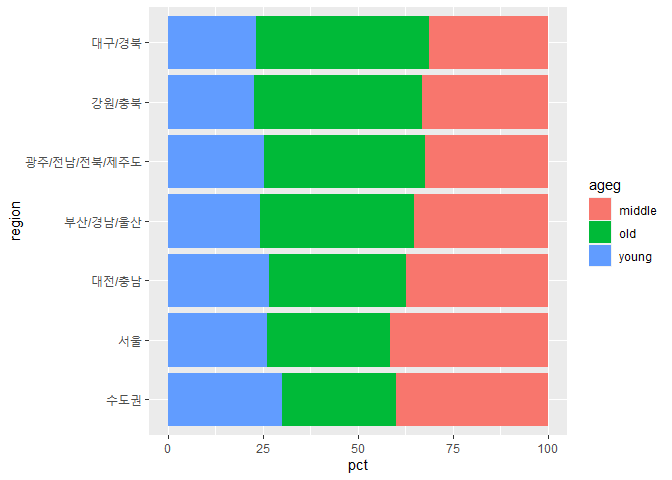 대구/경북
강원/충북
광주/전남/전북/제주도
부산/경남/울산
대전/충남
서울
수도권
region
0
25
50
75
100
pct
ageg
middle
old
young